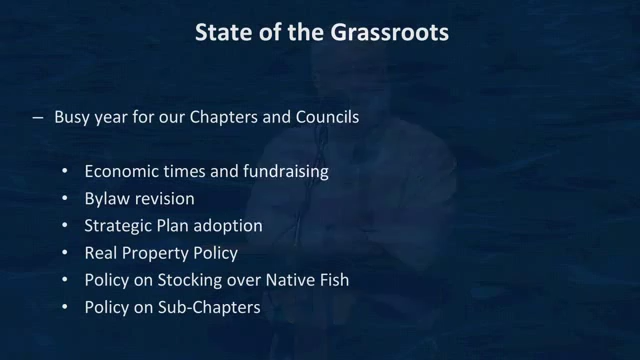 State of the Grassroots
– Busy year for our Chapters and Councils
• Economic times and fundraising
• Bylaw revision
• Strategic Plan adoption
• Real Property Policy
• Policy on Stocking over Native Fish
• Policy on Sub-Chapters